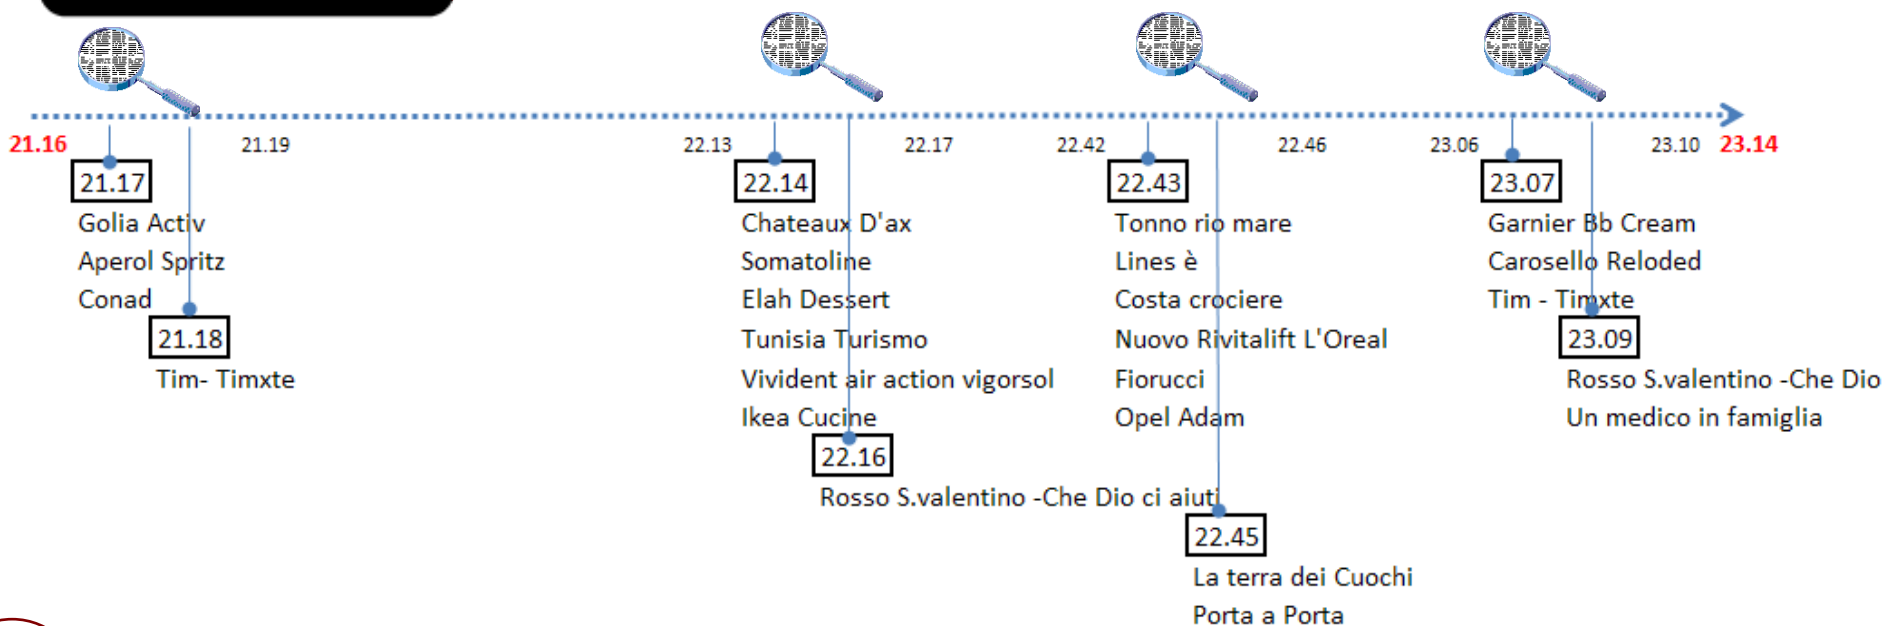 21.16 21.19 22.13 22.17 22.42 22.46 23.06 23.10 23.14
21.17
Golia Activ
Aperol Spritz
Conad
21.18
Tim- Timxte
22.14
Chateaux D'ax
Somatoline
Elah Dessert
Tunisia Turismo
Vivident air action vigorsol
Ikea Cucine
22.16
Rosso S.valentino -Che Dio ci aiuti
22.43
Tonno rio mare
Lines è
Costa crociere
Nuovo Rivitalift L'Oreal
Fiorucci
Opel Adam
22.45
La terra dei Cuochi
Porta a Porta
23.07
Garnier Bb Cream
Carosello Reloded
Tim - Timxte
23.09
Rosso S.valentino -Che Dio
Un medico in famiglia